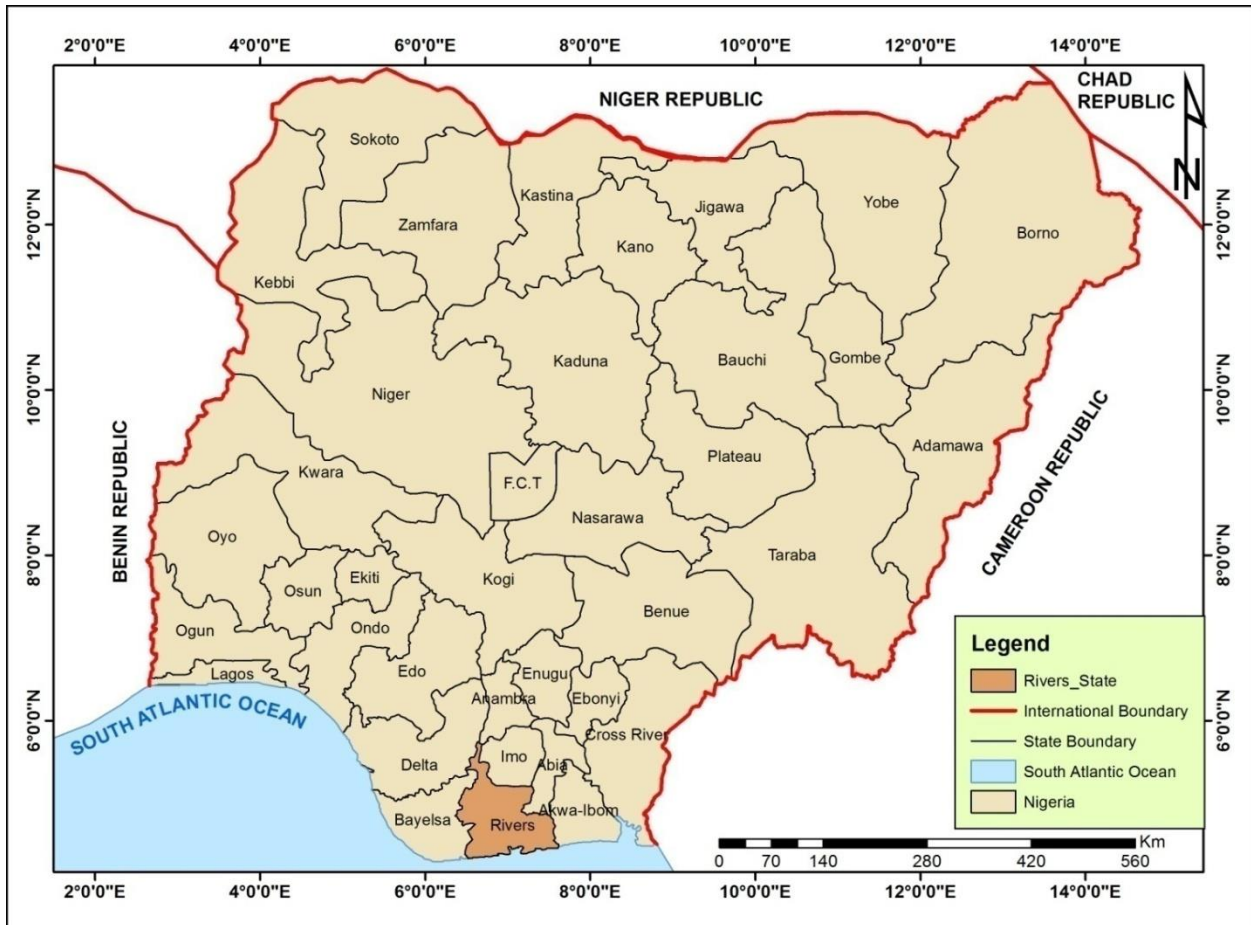 2°0'0"E 4°0'0"E 6°0'0"E 8°0'0"E 10°0'0"E 12°0'0"E 14°0'0"E
CHAD
REPUBLIC
NIGER REPUBLIC
N
Sokoto
Kastina
Zamfara
Jigawa
Yobe
Kano
Borno
12°0'0"N
12°0'0"N
Kebbi
Kaduna
Bauchi
Gombe
Niger
10°0'0"N
10°0'0"N
Adamawa
Plateau
Kwara
F.C.T
BENIN REPUBLIC
CAMEROON REPUBLIC
Nasarawa
Oyo
Taraba
8°0'0"N
8°0'0"N
Ekiti
Kogi
Osun
Benue
Ogun
Ondo
Edo
Enugu
Lagos
Anambra
Ebonyi
SOUTH ATLANTIC OCEAN
6°0'0"N
6°0'0"N
Cross River
Delta
Imo
Abia
Bayelsa
Rivers
Akwa-Ibom
Legend
Rivers_State
International Boundary
State Boundary
South Atlantic Ocean
Nigeria
Km
0 70 140 280 420 560
2°0'0"E 4°0'0"E 6°0'0"E 8°0'0"E 10°0'0"E 12°0'0"E 14°0'0"E